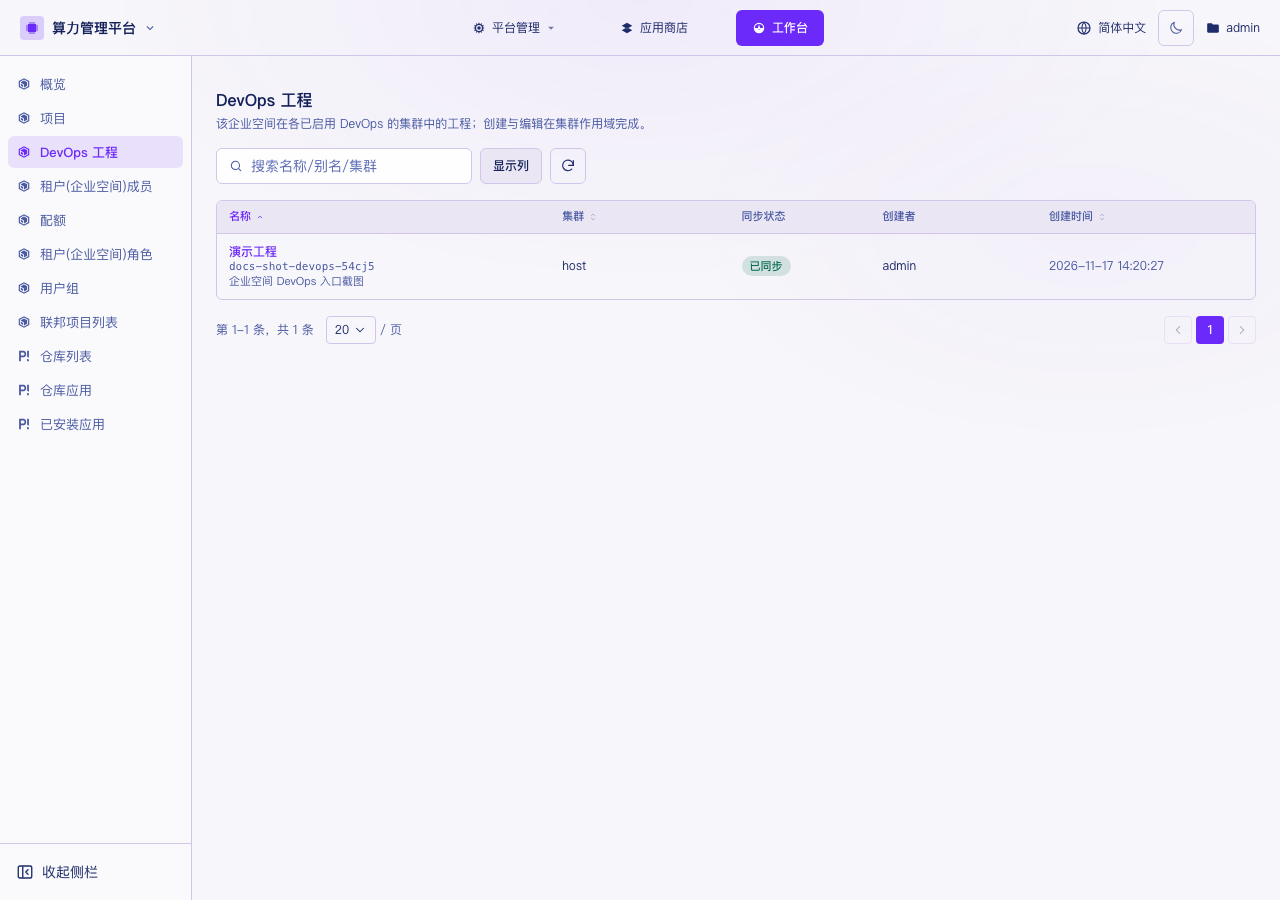 算力管理平台
平台管理
应用商店
工作台
简体中文
admin
概览
项目
DevOps 工程
租户(企业空间)成员
配额
租户(企业空间)角色
用户组
联邦项目列表
P! 仓库列表
P! 仓库应用
P! 已安装应用
收起侧栏
DevOps 工程
该企业空间在各已启用 DevOps 的集群中的工程；创建与编辑在集群作用域完成。
搜索名称/别名/集群
显示列
名称 集群 同步状态 创建者 创建时间
演示工程
docs-shot-devops-54cj5
企业空间 DevOps 入口截图
host 已同步 admin 2026-11-17 14:20:27
第 1-1 条，共 1 条 20 / 页
1